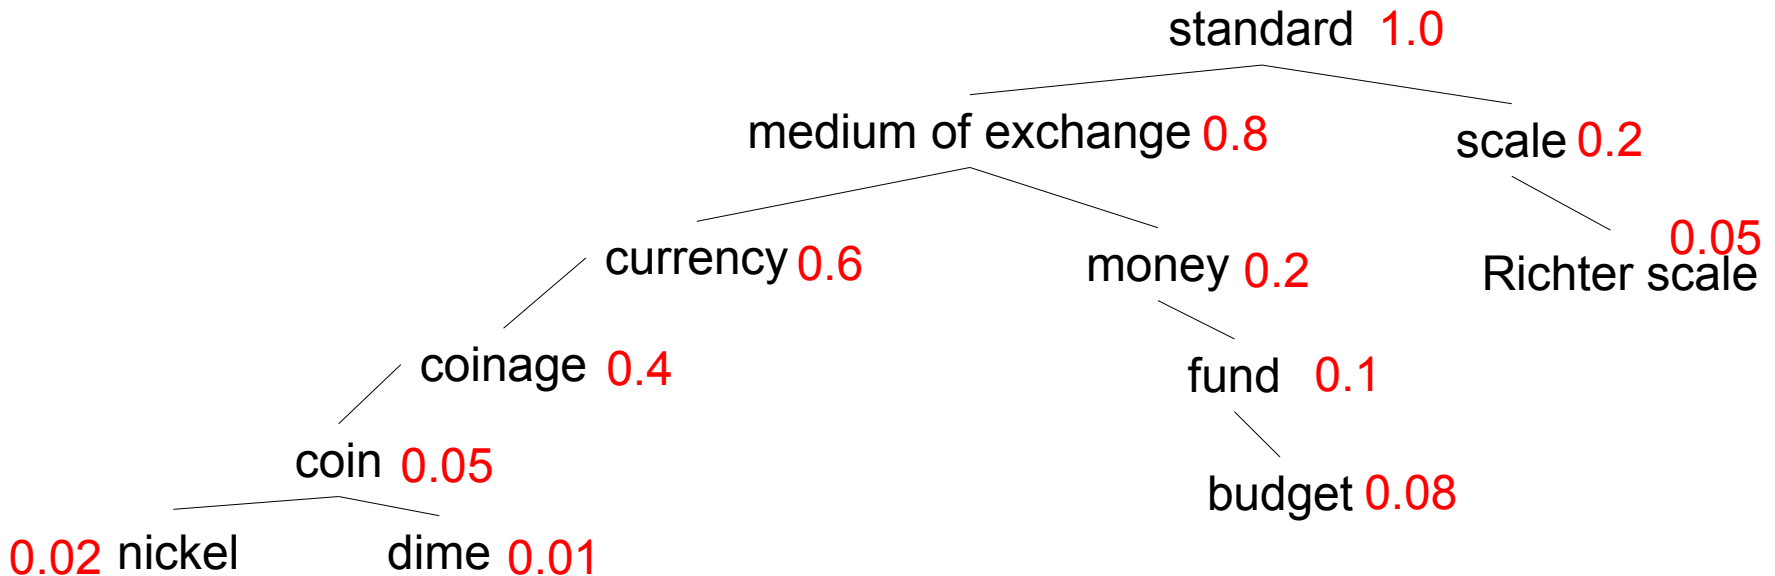 standard 1.0
medium of exchange 0.8
scale 0.2
currency 0.6
money 0.2
0.05
Richter scale
coinage 0.4
fund 0.1
coin 0.05
budget 0.08
0.02 nickel
dime 0.01